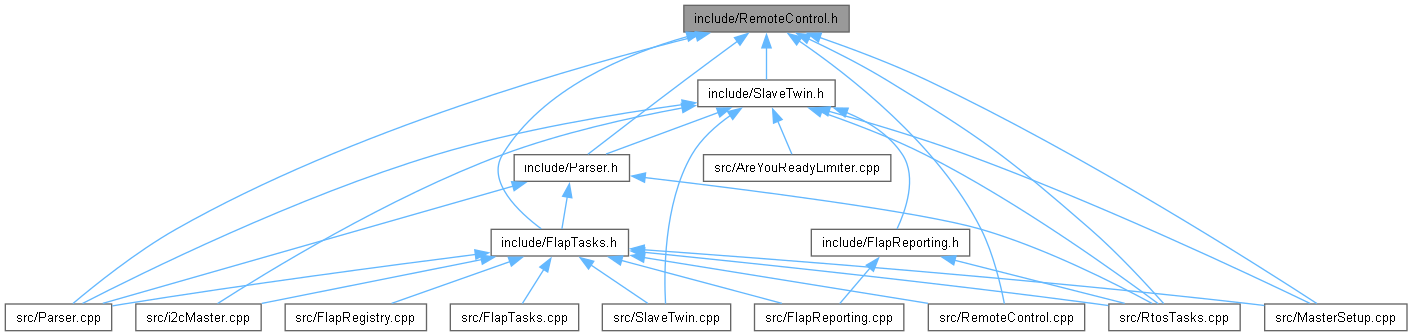 include/RemoteControl.h
include/SlaveTwin.h
include/Parser.h
src/AreYouReadyLimiter.cpp
include/FlapTasks.h
include/FlapReporting.h
src/Parser.cpp
src/i2cMaster.cpp
src/FlapRegistry.cpp
src/FlapTasks.cpp
src/SlaveTwin.cpp
src/FlapReporting.cpp
src/RemoteControl.cpp
src/RtosTasks.cpp
src/MasterSetup.cpp